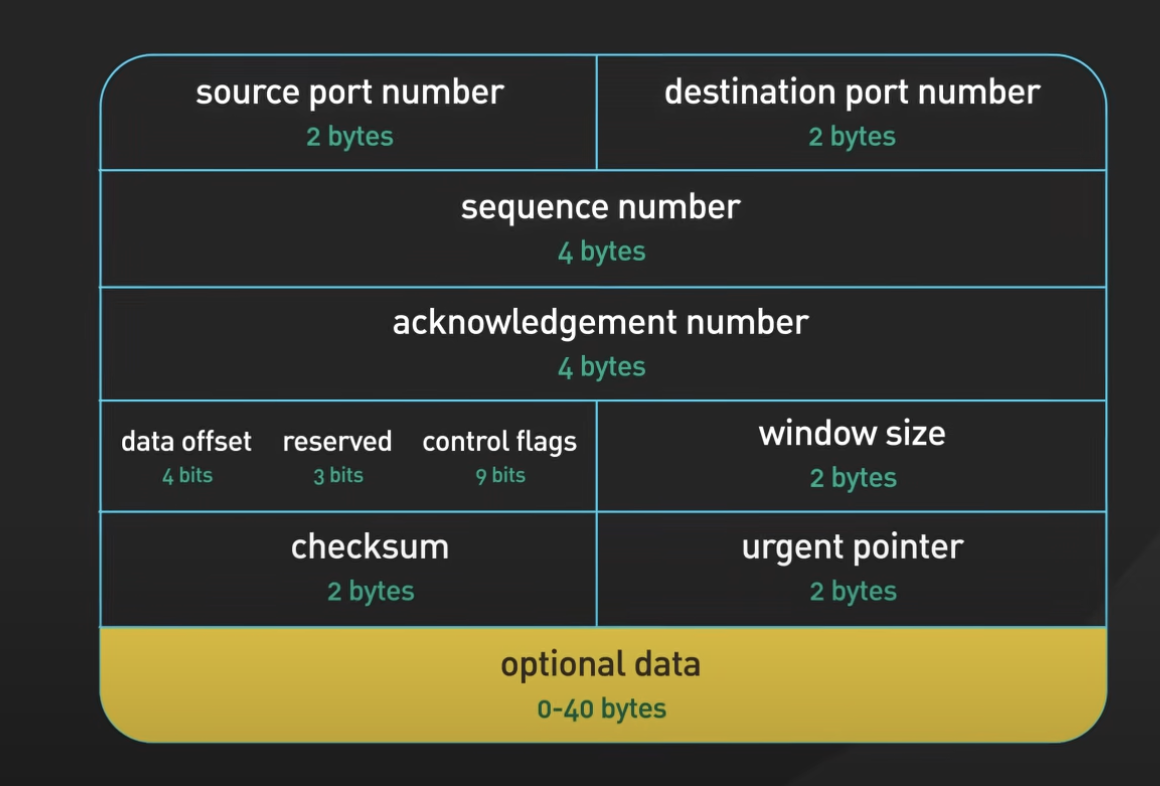 source port number
2 bytes
destination port number
2 bytes
sequence number
4 bytes
acknowledgement number
4 bytes
data offset
4 bits
reserved
3 bits
control flags
9 bits
window size
2 bytes
checksum
2 bytes
urgent pointer
2 bytes
optional data
0-40 bytes